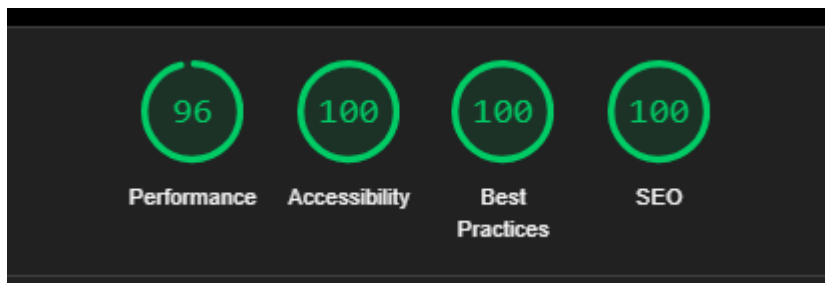 96
100
100
100
Performance
Accessibility
Best
Practices
SEO